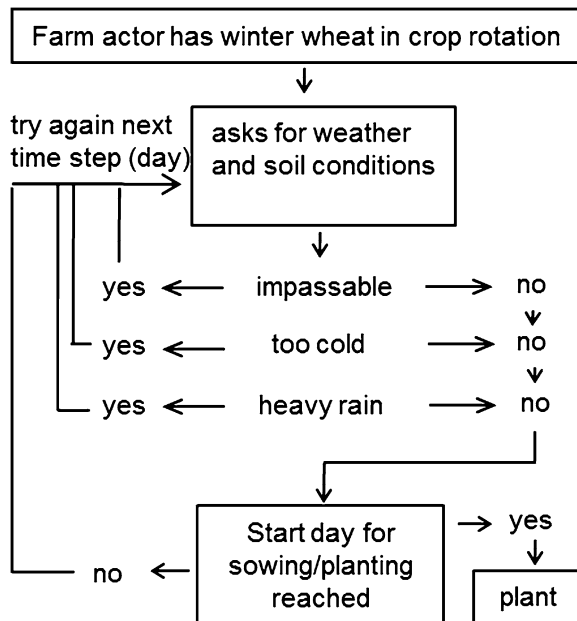 Farm actor has winter wheat in crop rotation
try again next
time step (day)
asks for weather
and soil conditions
yes impassable no
yes too cold no
yes heavy rain no
Start day for
sowing/planting
reached
yes
no
plant